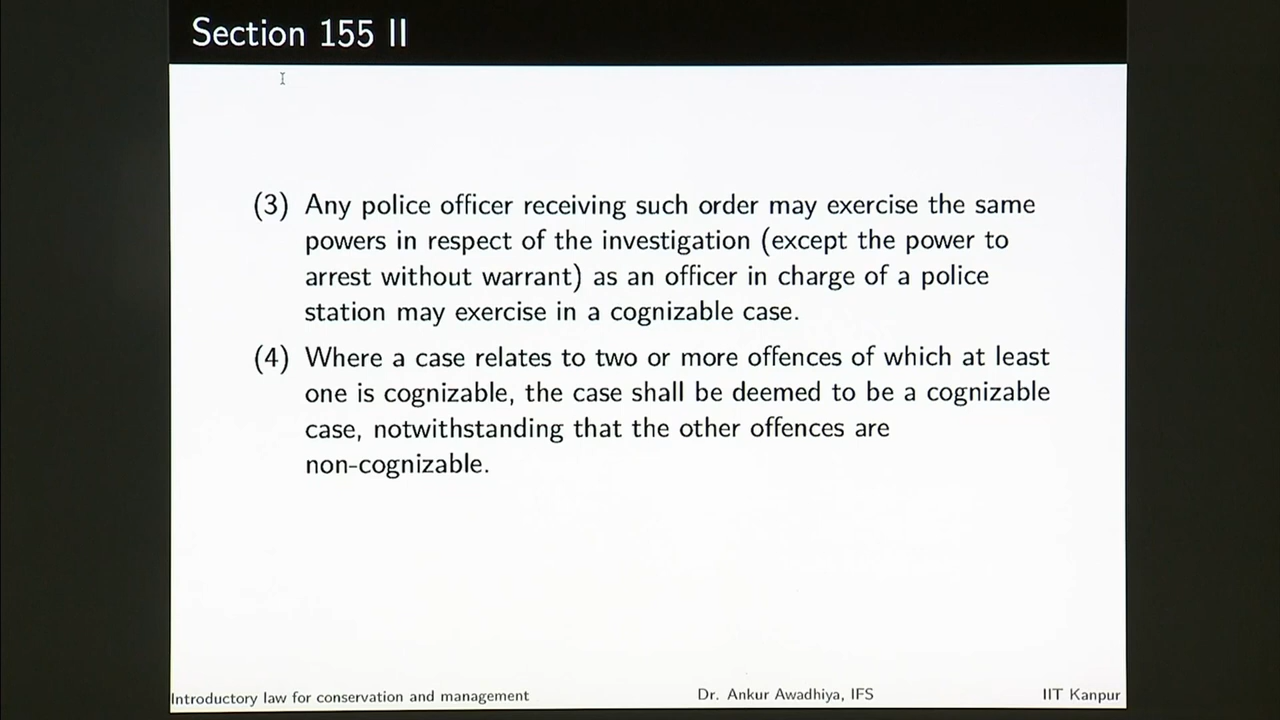 Section 155 II
(3) Any police officer receiving such order may exercise the same
powers in respect of the investigation (except the power to
arrest without warrant) as an officer in charge of a police
station may exercise in a cognizable case.
(4) Where a case relates to two or more offences of which at least
one is cognizable, the case shall be deemed to be a cognizable
case, notwithstanding that the other offences are
non-cognizable.
Introductory law for conservation and management Dr. Ankur Awadhiya, IFS IIT Kanpur